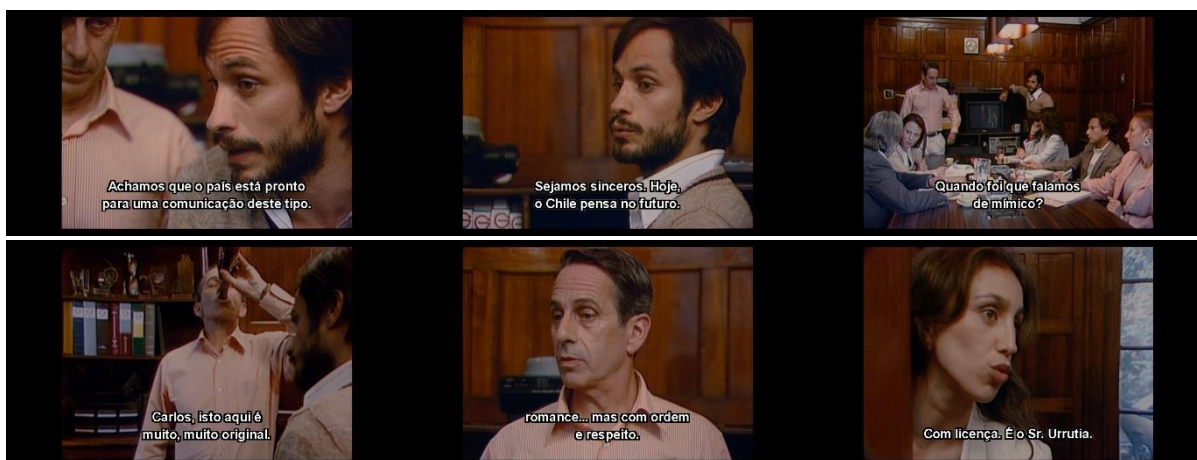 Achamos que o país está pronto
para uma comunicação deste tipo.
Sejamos sinceros. Hoje,
o Chile pensa no futuro.
Quando foi que falamos
de mímico?
Carlos, isto aqui é
muito, muito original.
romance... mas com ordem
e respeito.
Com licença. É o Sr. Urrutia.